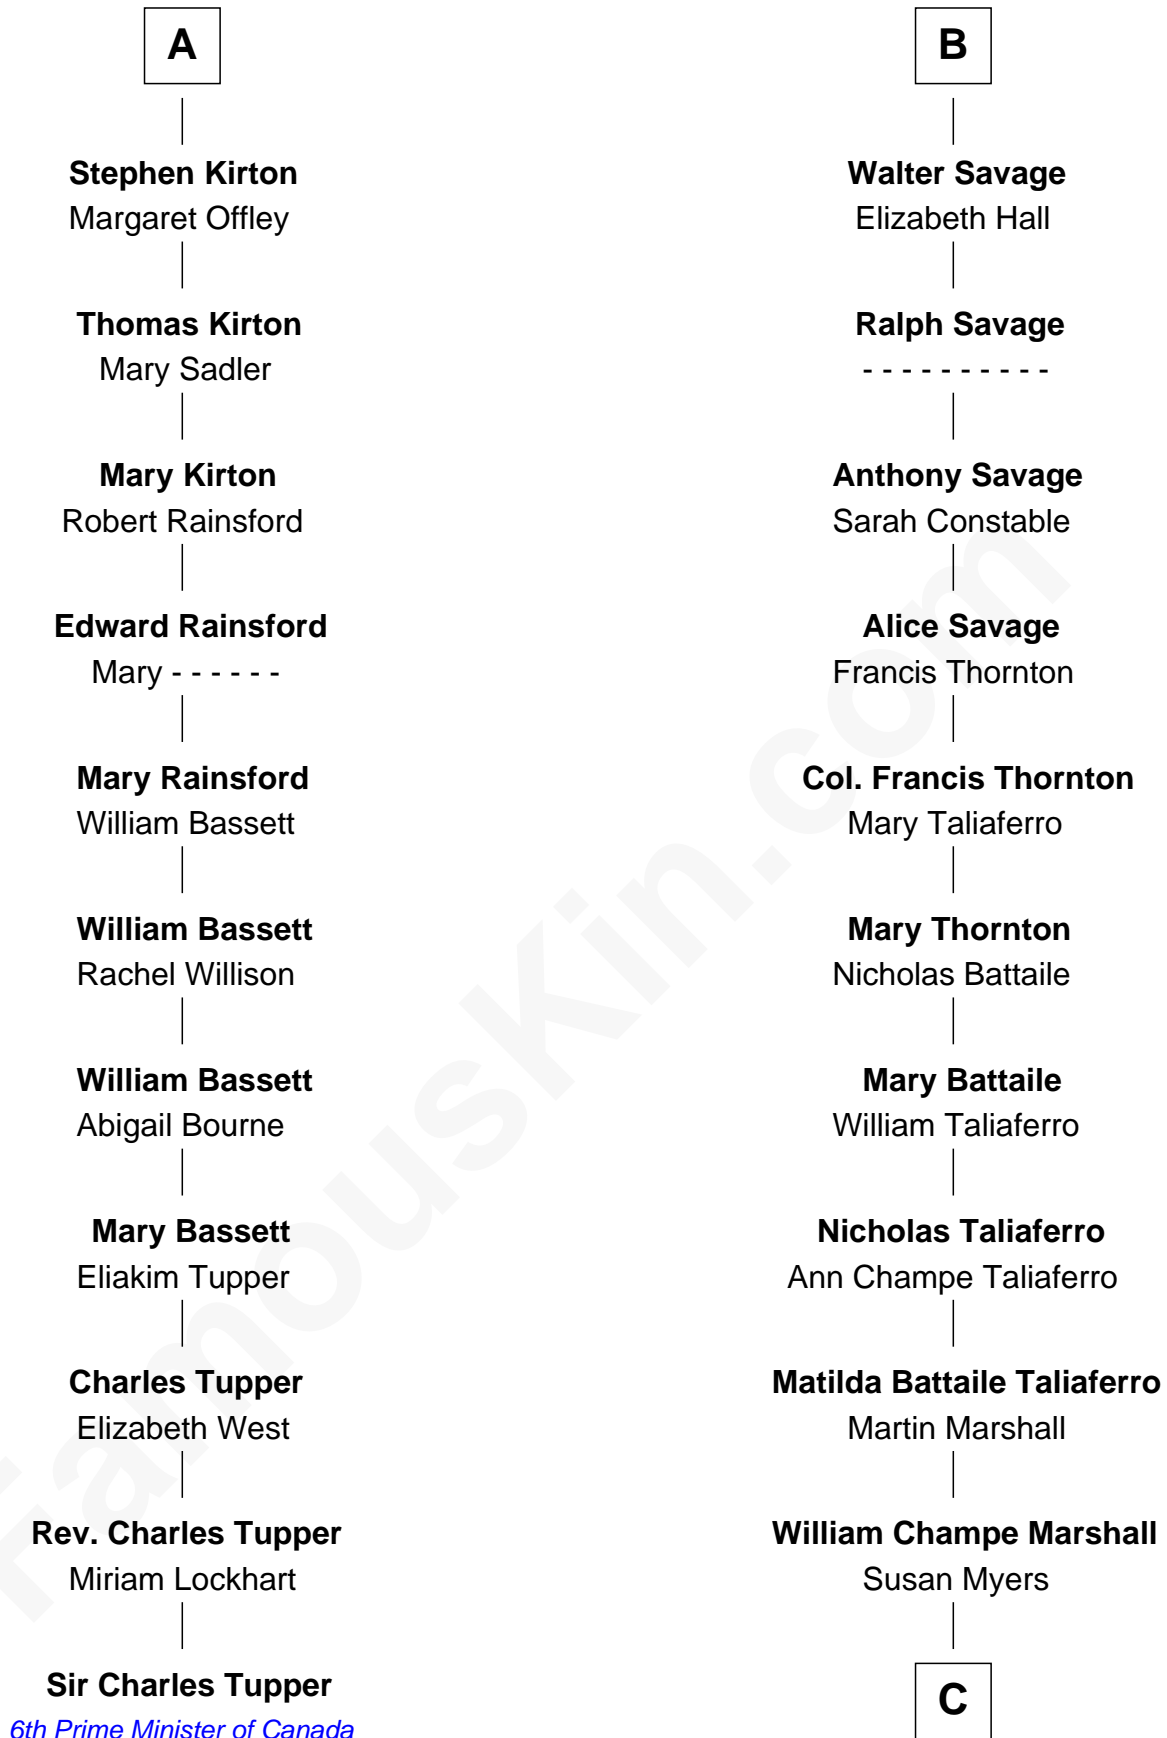 A
Stephen Kirton
Margaret Offley
Thomas Kirton
Mary Sadler
Mary Kirton
Robert Rainsford
Edward Rainsford
Mary - - - - - -
Mary Rainsford
William Bassett
William Bassett
Rachel Willison
William Bassett
Abigail Bourne
Mary Bassett
Eliakim Tupper
Charles Tupper
Elizabeth West
Rev. Charles Tupper
Miriam Lockhart
Sir Charles Tupper
6th Prime Minister of Canada
B
Walter Savage
Elizabeth Hall
Ralph Savage
- - - - - - - - - -
Anthony Savage
Sarah Constable
Alice Savage
Francis Thornton
Col. Francis Thornton
Mary Taliaferro
Mary Thornton
Nicholas Battaile
Mary Battaile
William Taliaferro
Nicholas Taliaferro
Ann Champe Taliaferro
Matilda Battaile Taliaferro
Martin Marshall
William Champe Marshall
Susan Myers
C
FamousKin.com